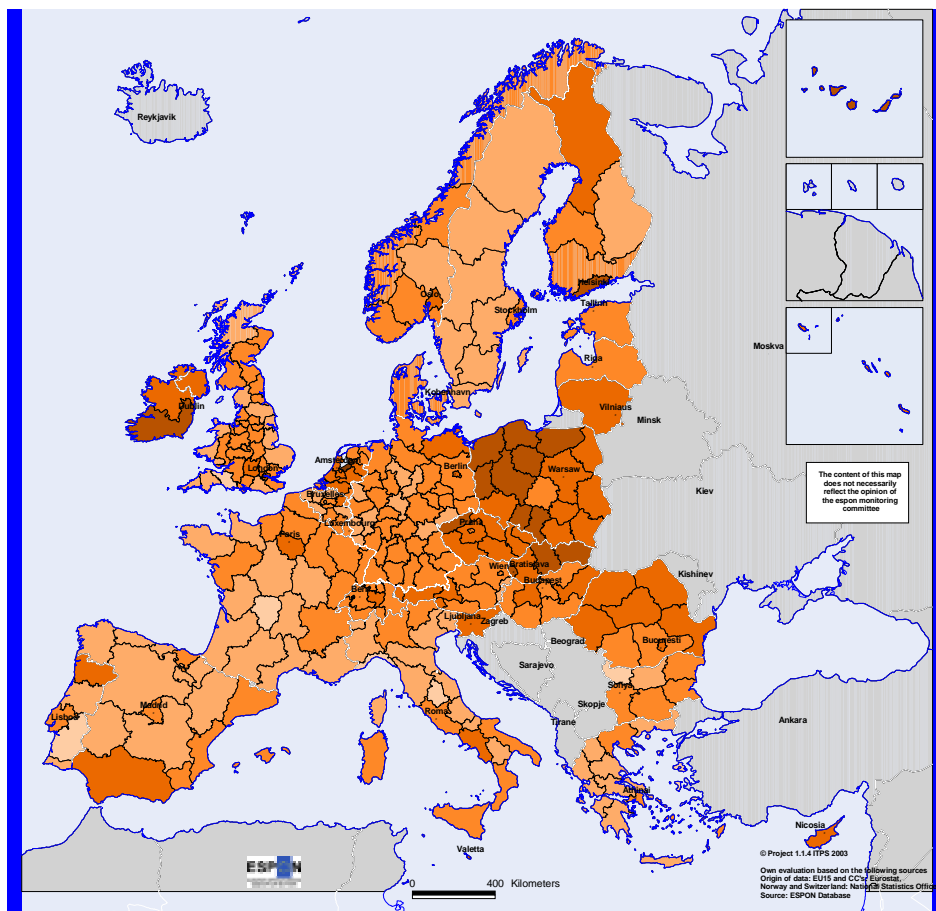 Reykjavik
Oslo
Helsinki
Tallinn
Stockholm
Riga
Moskva
København
Dublin
Vilniaus
Minsk
Amsterdam
London
Berlin
Warsaw
Bruxelles
Kiev
The content of this map
does not necessarily
reflect the opinion of
the espon monitoring
committee
Luxembourg
Praha
Paris
Wien
Bratislava
Kishinev
Budapest
Bern
Ljubljana
Zagreb
Beograd
Bucuresti
Sarajevo
Sofiya
Madrid
Roma
Skopje
Lisboa
Tirane
Ankara
Athinai
Nicosia
Valetta
© Project 1.1.4 ITPS 2003
ESPON
Own evaluation based on the following sources
Origin of data: EU15 and CC's: Eurostat,
Norway and Switzerland: National Statistics Offic
Source: ESPON Database
0 400 Kilometers